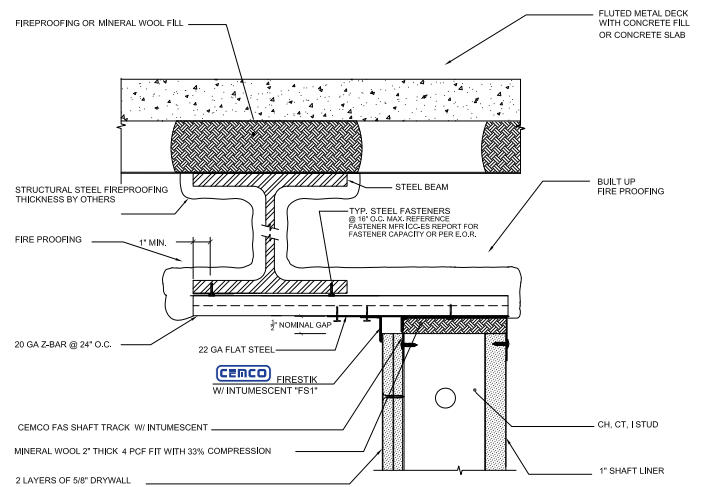 FIREPROOFING OR MINERAL WOOL FILL
FLUTED METAL DECK
WITH CONCRETE FILL
OR CONCRETE SLAB
STRUCTURAL STEEL FIREPROOFING
THICKNESS BY OTHERS
STEEL BEAM
BUILT UP
FIRE PROOFING
TYP. STEEL FASTENERS
@ 16" O.C. MAX. REFERENCE
FASTENER MFR ICC-ES REPORT FOR
FASTENER CAPACITY OR PER E.O.R.
FIRE PROOFING
1" MIN.
1/2" NOMINAL GAP
20 GA Z-BAR @ 24" O.C.
22 GA FLAT STEEL
CEMCO FIRESTIK
W/ INTUMESCENT "FS1"
CEMCO FAS SHAFT TRACK W/ INTUMESCENT
CH, CT, I STUD
MINERAL WOOL 2" THICK 4 PCF FIT WITH 33% COMPRESSION
1" SHAFT LINER
2 LAYERS OF 5/8" DRYWALL